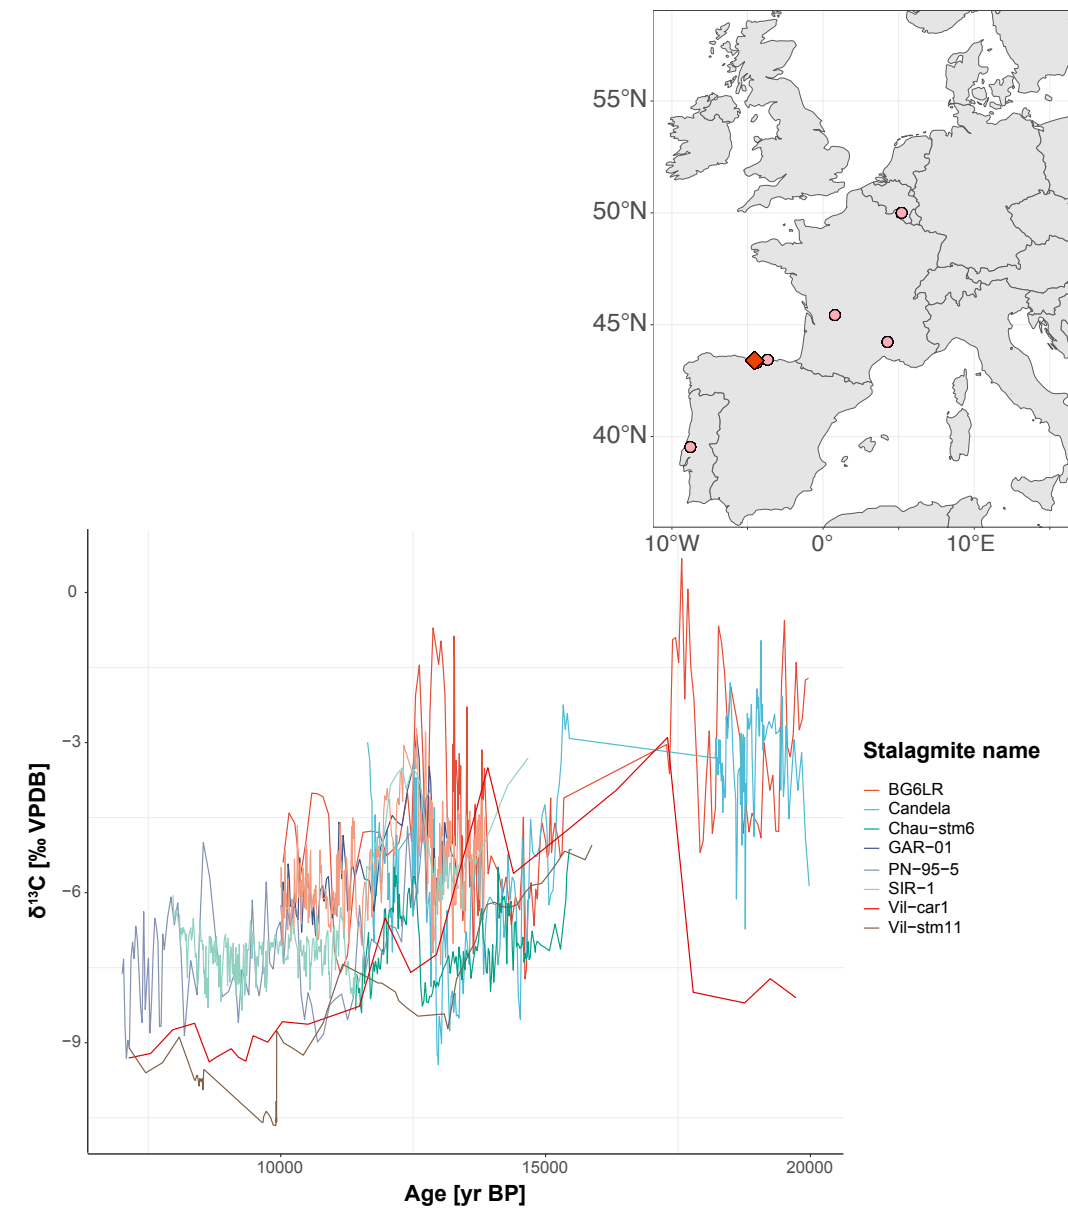 55°N
50°N
45°N
40°N
10°W 0° 10°E
0
−3
−6
−9
δ¹³C [‰ VPDB]
10000 15000 20000
Age [yr BP]
Stalagmite name
BG6LR
Candela
Chau−stm6
GAR−01
PN−95−5
SIR−1
Vil−car1
Vil−stm11